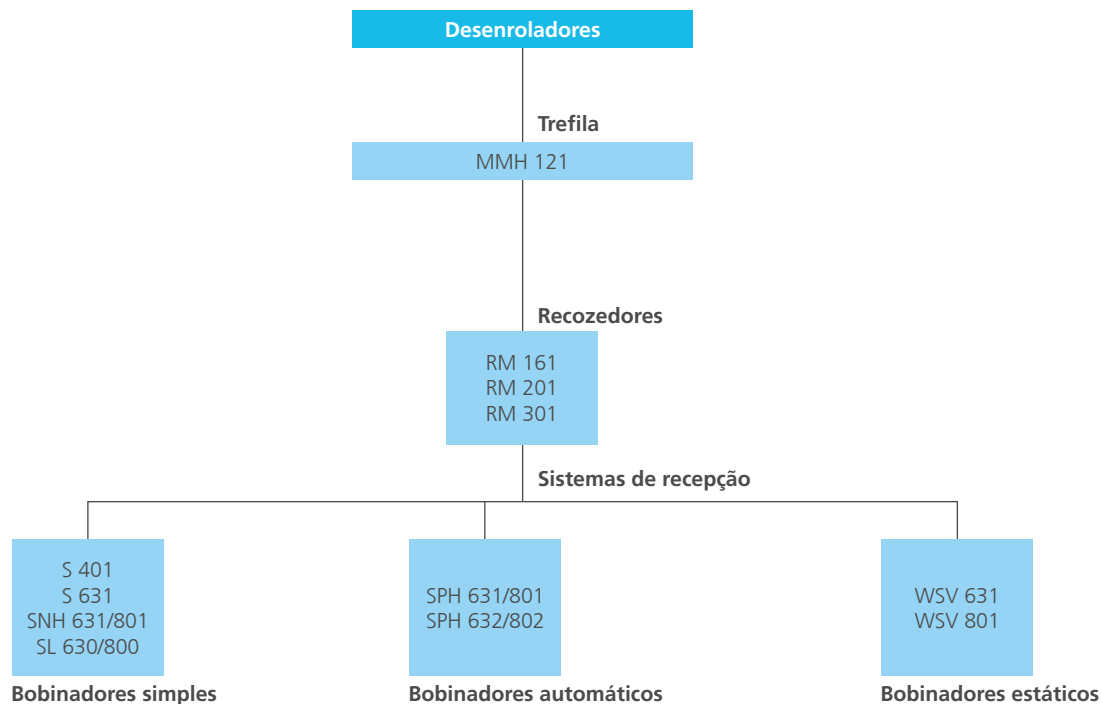 Desenroladores
Trefila
MMH 121
Recozedores
RM 161
RM 201
RM 301
Sistemas de recepção
S 401
S 631
SNH 631/801
SL 630/800
Bobinadores simples
SPH 631/801
SPH 632/802
Bobinadores automáticos
WSV 631
WSV 801
Bobinadores estáticos